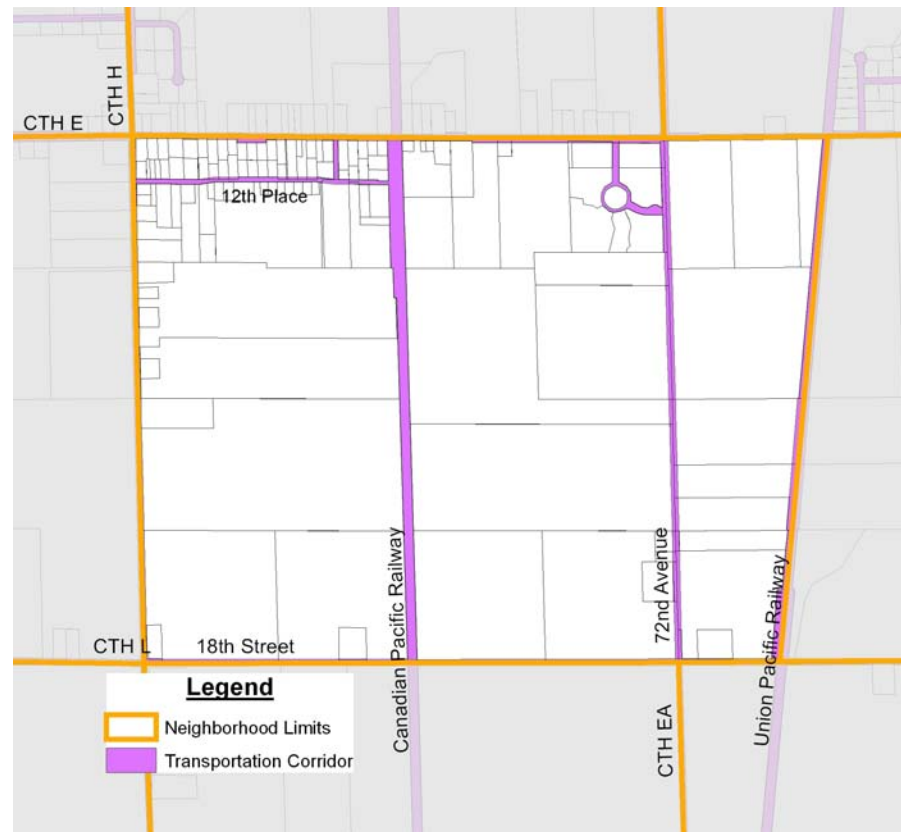 CTH H
CTH E
12th Place
Canadian Pacific Railway
72nd Avenue
Union Pacific Railway
CTH L
18th Street
CTH EA
Legend
Neighborhood Limits
Transportation Corridor